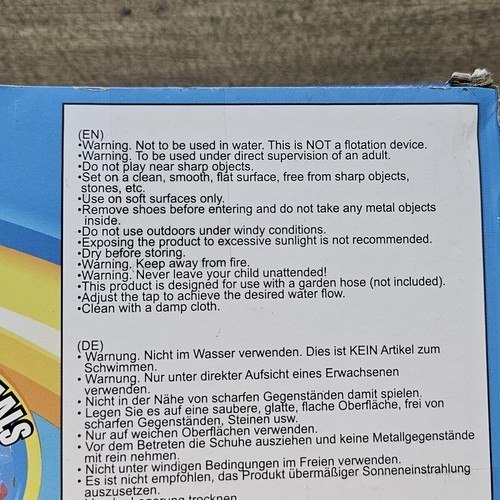 (EN)
•Warning. Not to be used in water. This is NOT a flotation device.
•Warning. To be used under direct supervision of an adult.
•Do not play near sharp objects.
•Set on a clean, smooth, flat surface, free from sharp objects,
stones, etc.
•Use on soft surfaces only.
•Remove shoes before entering and do not take any metal objects
inside.
•Do not use outdoors under windy conditions.
•Exposing the product to excessive sunlight is not recommended.
•Dry before storing.
•Warning. Keep away from fire.
•Warning. Never leave your child unattended!
•This product is designed for use with a garden hose (not included).
•Adjust the tap to achieve the desired water flow.
•Clean with a damp cloth.
(DE)
• Warnung. Nicht im Wasser verwenden. Dies ist KEIN Artikel zum
Schwimmen.
• Warnung. Nur unter direkter Aufsicht eines Erwachsenen
verwenden.
• Nicht in der Nähe von scharfen Gegenständen damit spielen.
• Legen Sie es auf eine saubere, glatte, flache Oberfläche, frei von
scharfen Gegenständen, Steinen usw.
• Nur auf weichen Oberflächen verwenden.
• Vor dem Betreten die Schuhe ausziehen und keine Metallgegenstände
mit rein nehmen.
• Nicht unter windigen Bedingungen im Freien verwenden.
• Es ist nicht empfohlen, das Produkt übermäßiger Sonneneinstrahlung
auszusetzen.